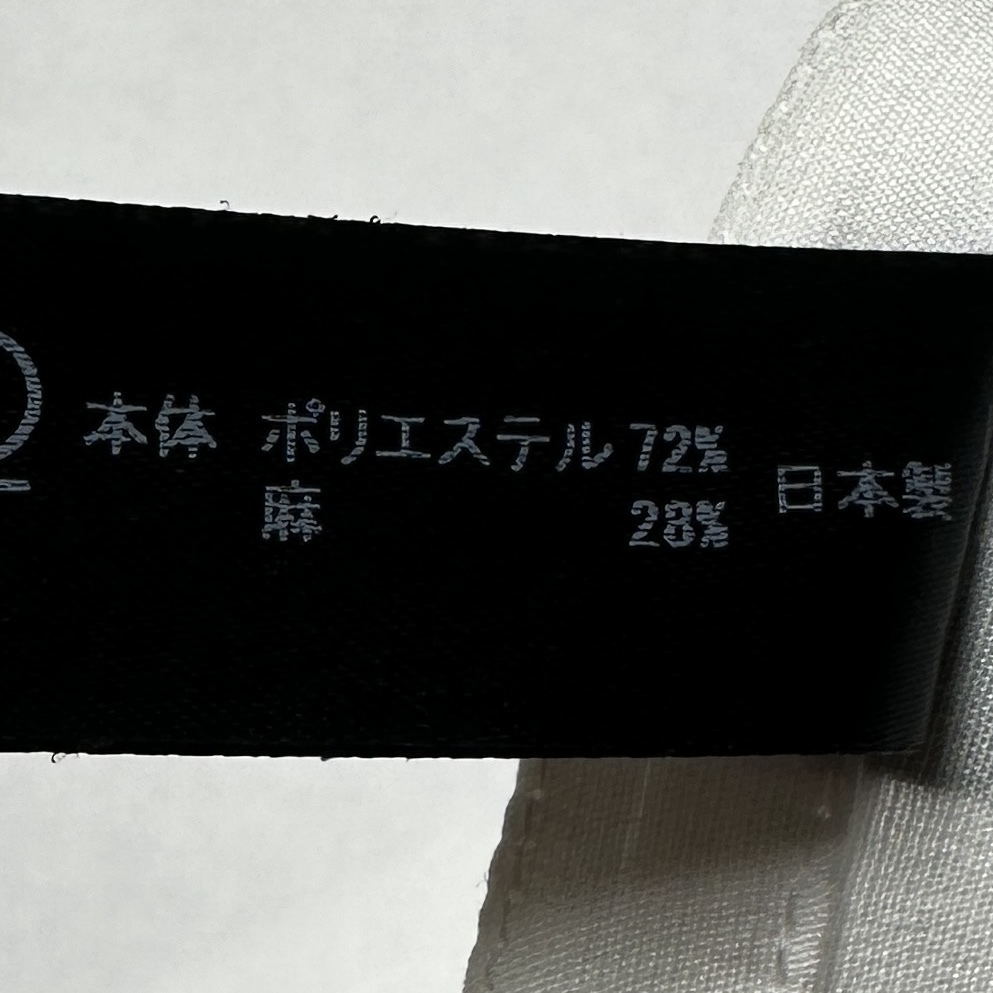 本体 ポリエステル 72%
麻 28%
日本製